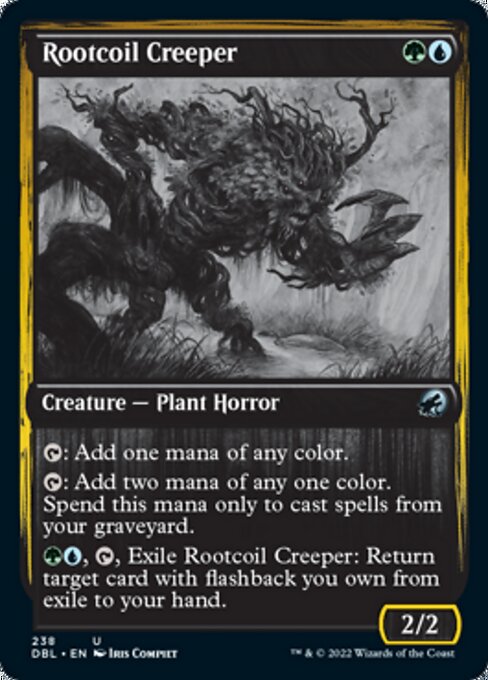 Rootcoil Creeper
Creature — Plant Horror
: Add one mana of any color.
: Add two mana of any one color.
Spend this mana only to cast spells from
your graveyard.
, , Exile Rootcoil Creeper: Return
target card with flashback you own from
exile to your hand.
2/2
238 U
DBL • EN Iris Compiet
™ & © 2022 Wizards of the Coast